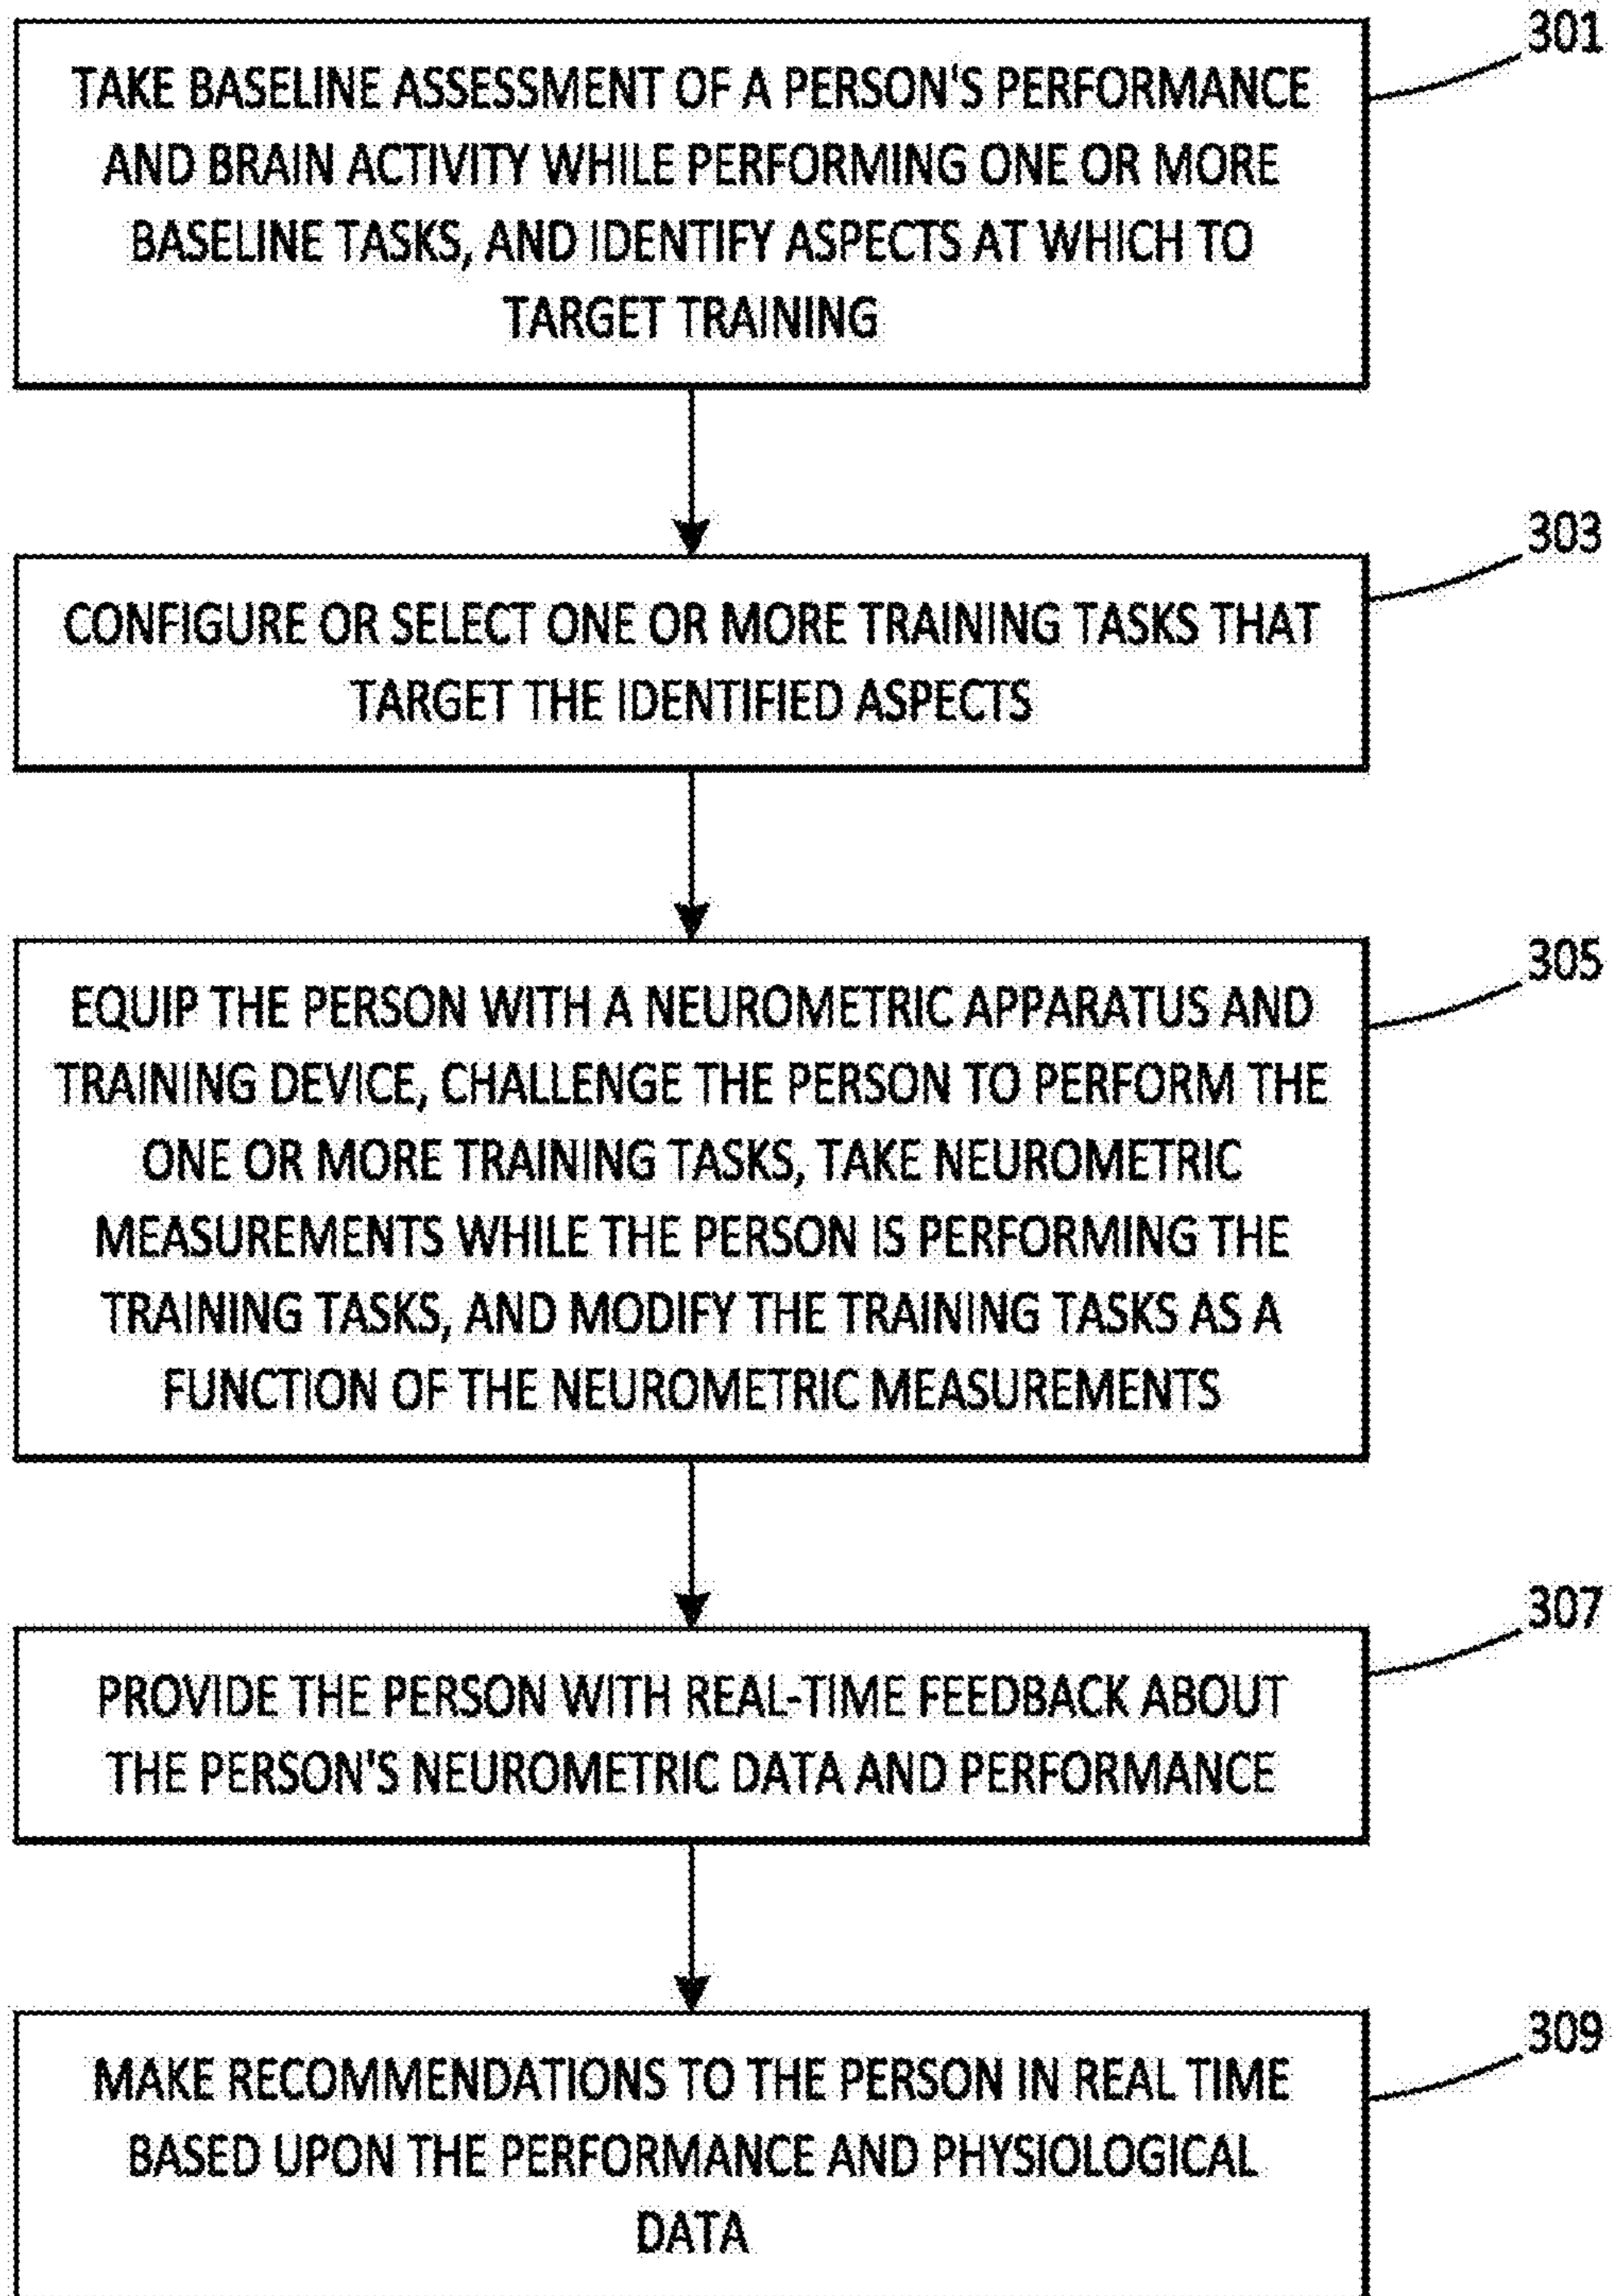 301
TAKE BASELINE ASSESSMENT OF A PERSON'S PERFORMANCE
AND BRAIN ACTIVITY WHILE PERFORMING ONE OR MORE
BASELINE TASKS, AND IDENTIFY ASPECTS AT WHICH TO
TARGET TRAINING
303
CONFIGURE OR SELECT ONE OR MORE TRAINING TASKS THAT
TARGET THE IDENTIFIED ASPECTS
305
EQUIP THE PERSON WITH A NEUROMETRIC APPARATUS AND
TRAINING DEVICE, CHALLENGE THE PERSON TO PERFORM THE
ONE OR MORE TRAINING TASKS, TAKE NEUROMETRIC
MEASUREMENTS WHILE THE PERSON IS PERFORMING THE
TRAINING TASKS, AND MODIFY THE TRAINING TASKS AS A
FUNCTION OF THE NEUROMETRIC MEASUREMENTS
307
PROVIDE THE PERSON WITH REAL-TIME FEEDBACK ABOUT
THE PERSON'S NEUROMETRIC DATA AND PERFORMANCE
309
MAKE RECOMMENDATIONS TO THE PERSON IN REAL TIME
BASED UPON THE PERFORMANCE AND PHYSIOLOGICAL
DATA